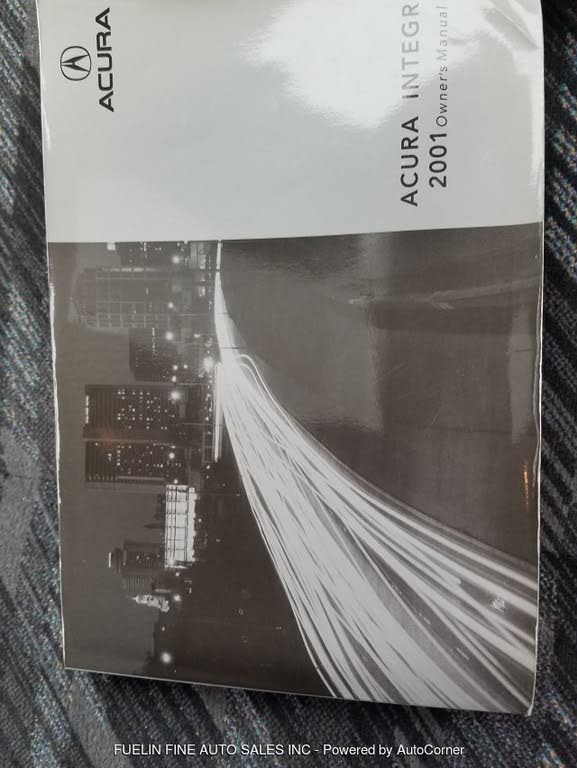 ACURA
ACURA INTEGR
2001 Owner's Manual
FUELIN FINE AUTO SALES INC - Powered by AutoCorner